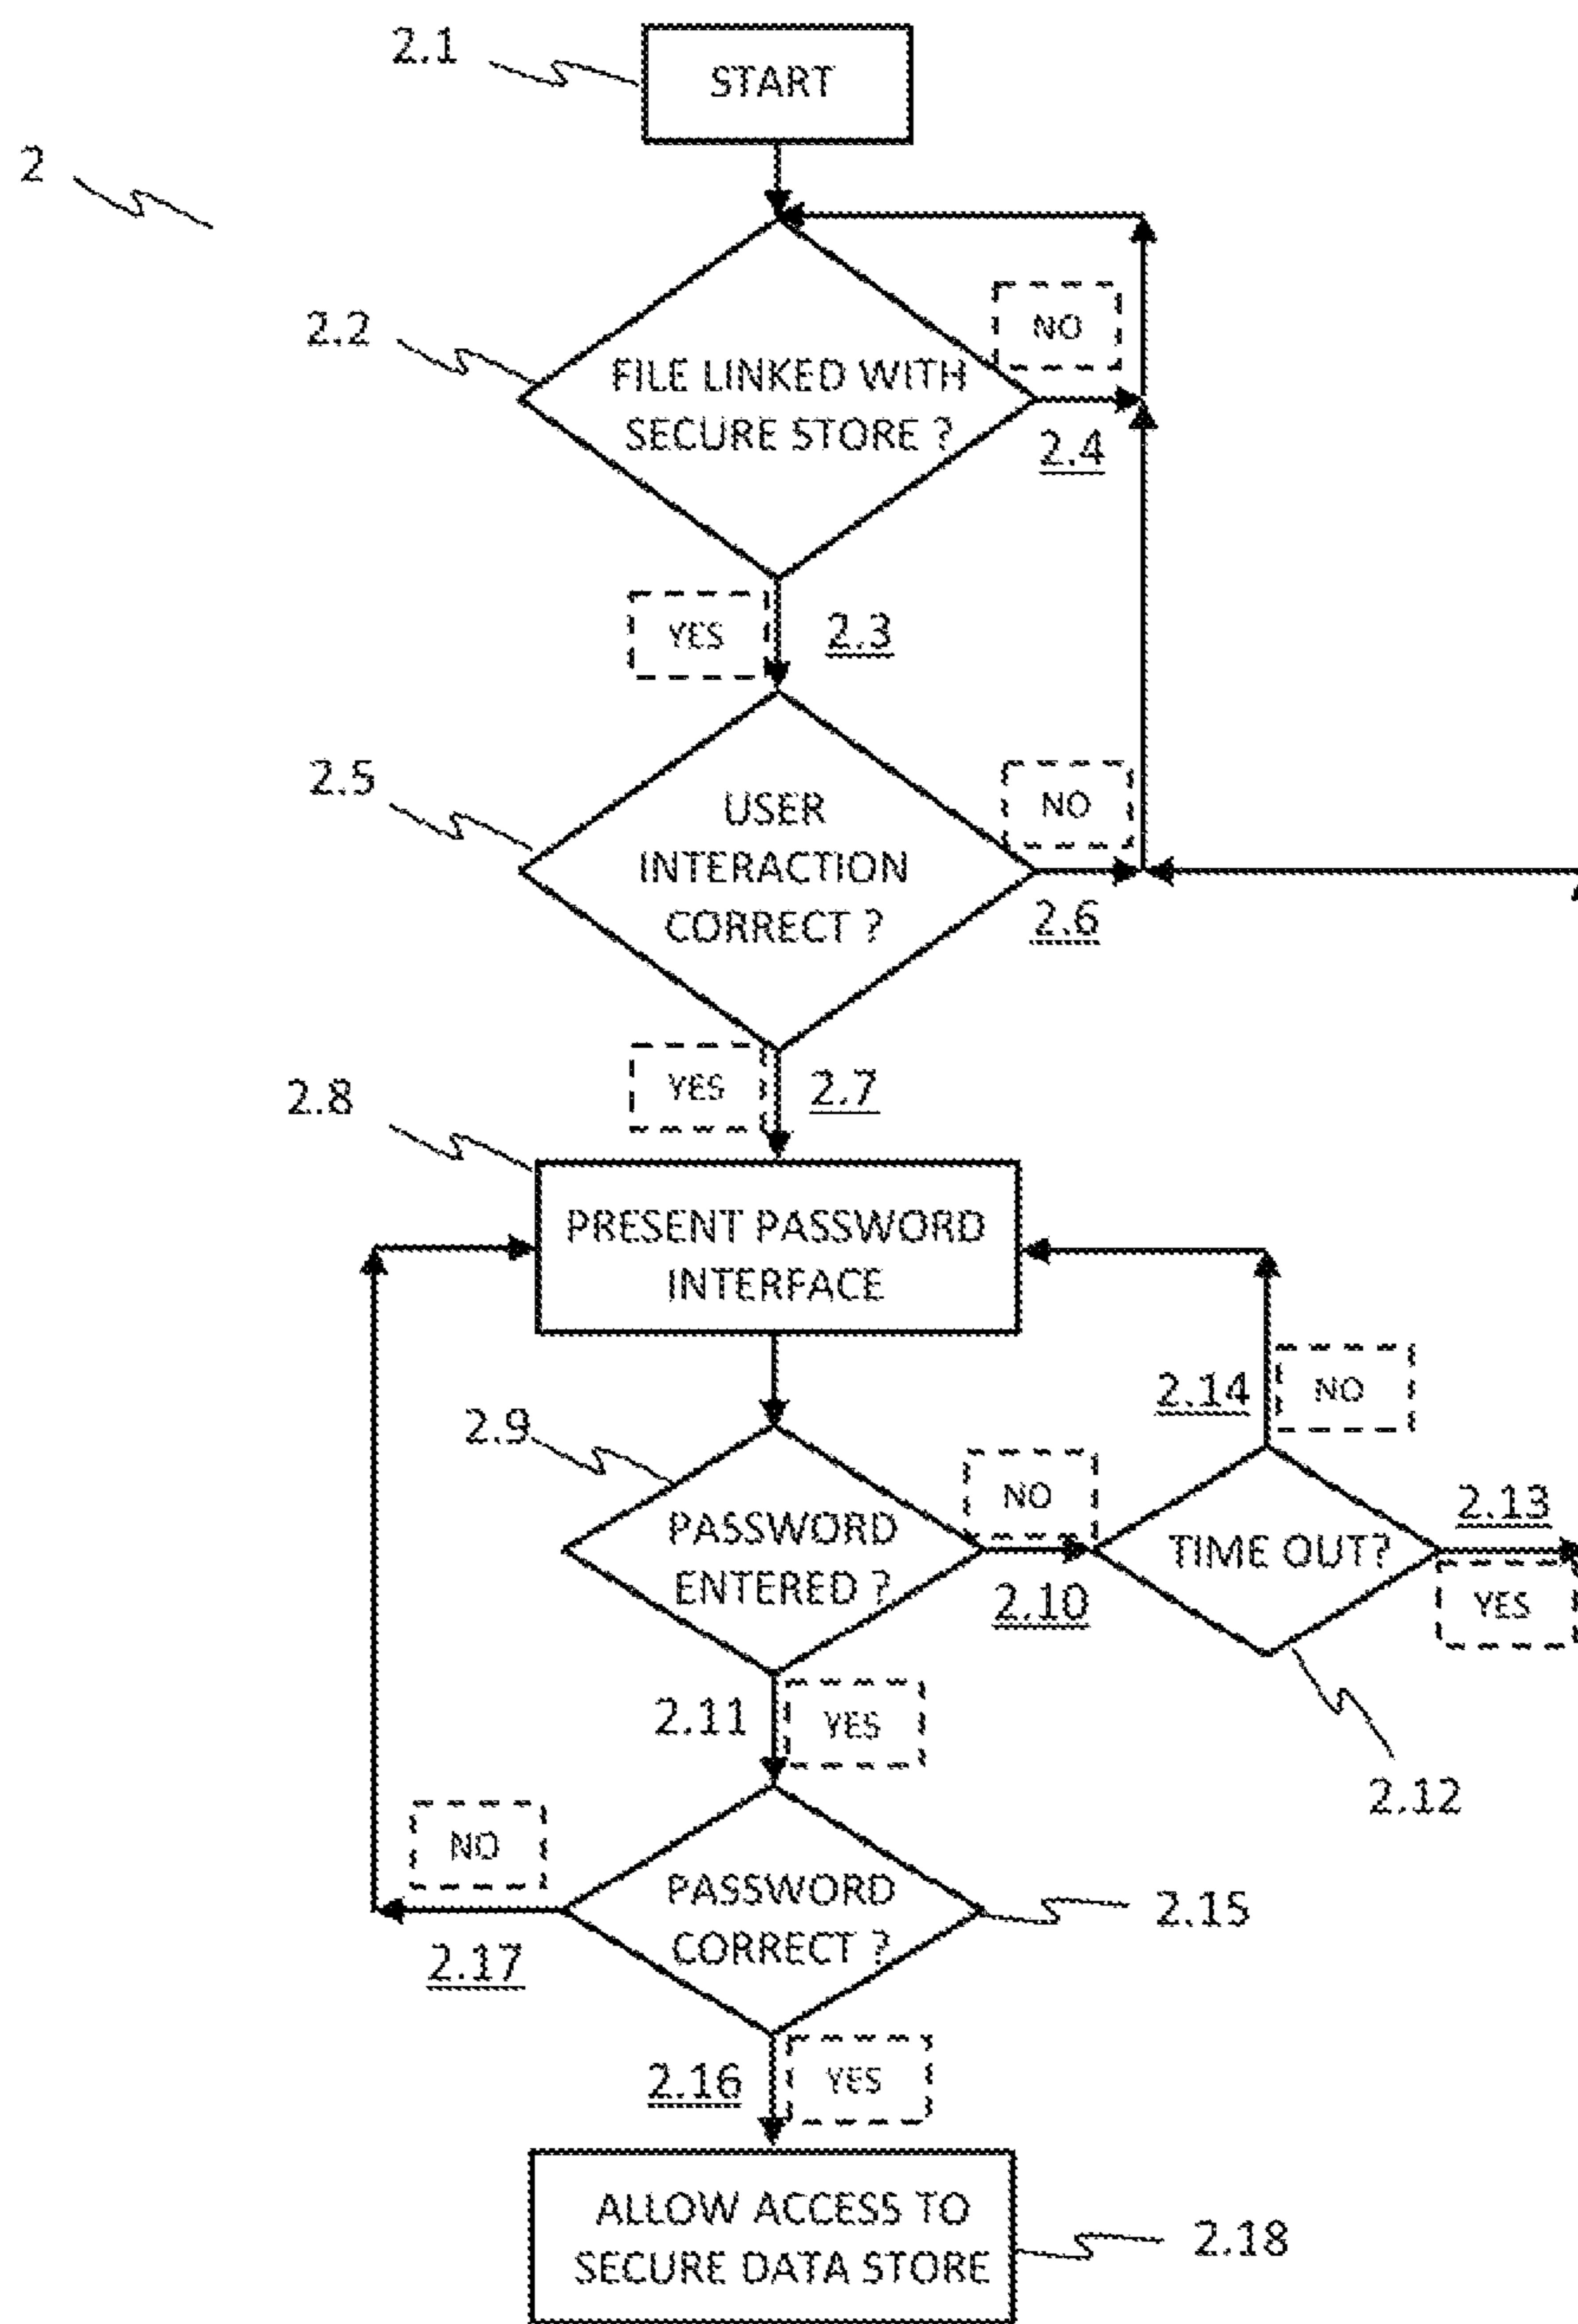 2.1
START
2
2.2
NO
FILE LINKED WITH
SECURE STORE ?
2.4
YES
2.3
2.5
NO
USER
INTERACTION
CORRECT ?
2.6
YES
2.7
2.8
PRESENT PASSWORD
INTERFACE
2.14
NO
2.9
NO
2.13
PASSWORD
ENTERED ?
TIME OUT?
2.10
YES
2.11
YES
2.12
NO
PASSWORD
CORRECT ?
2.15
2.17
2.16
YES
ALLOW ACCESS TO
SECURE DATA STORE
2.18